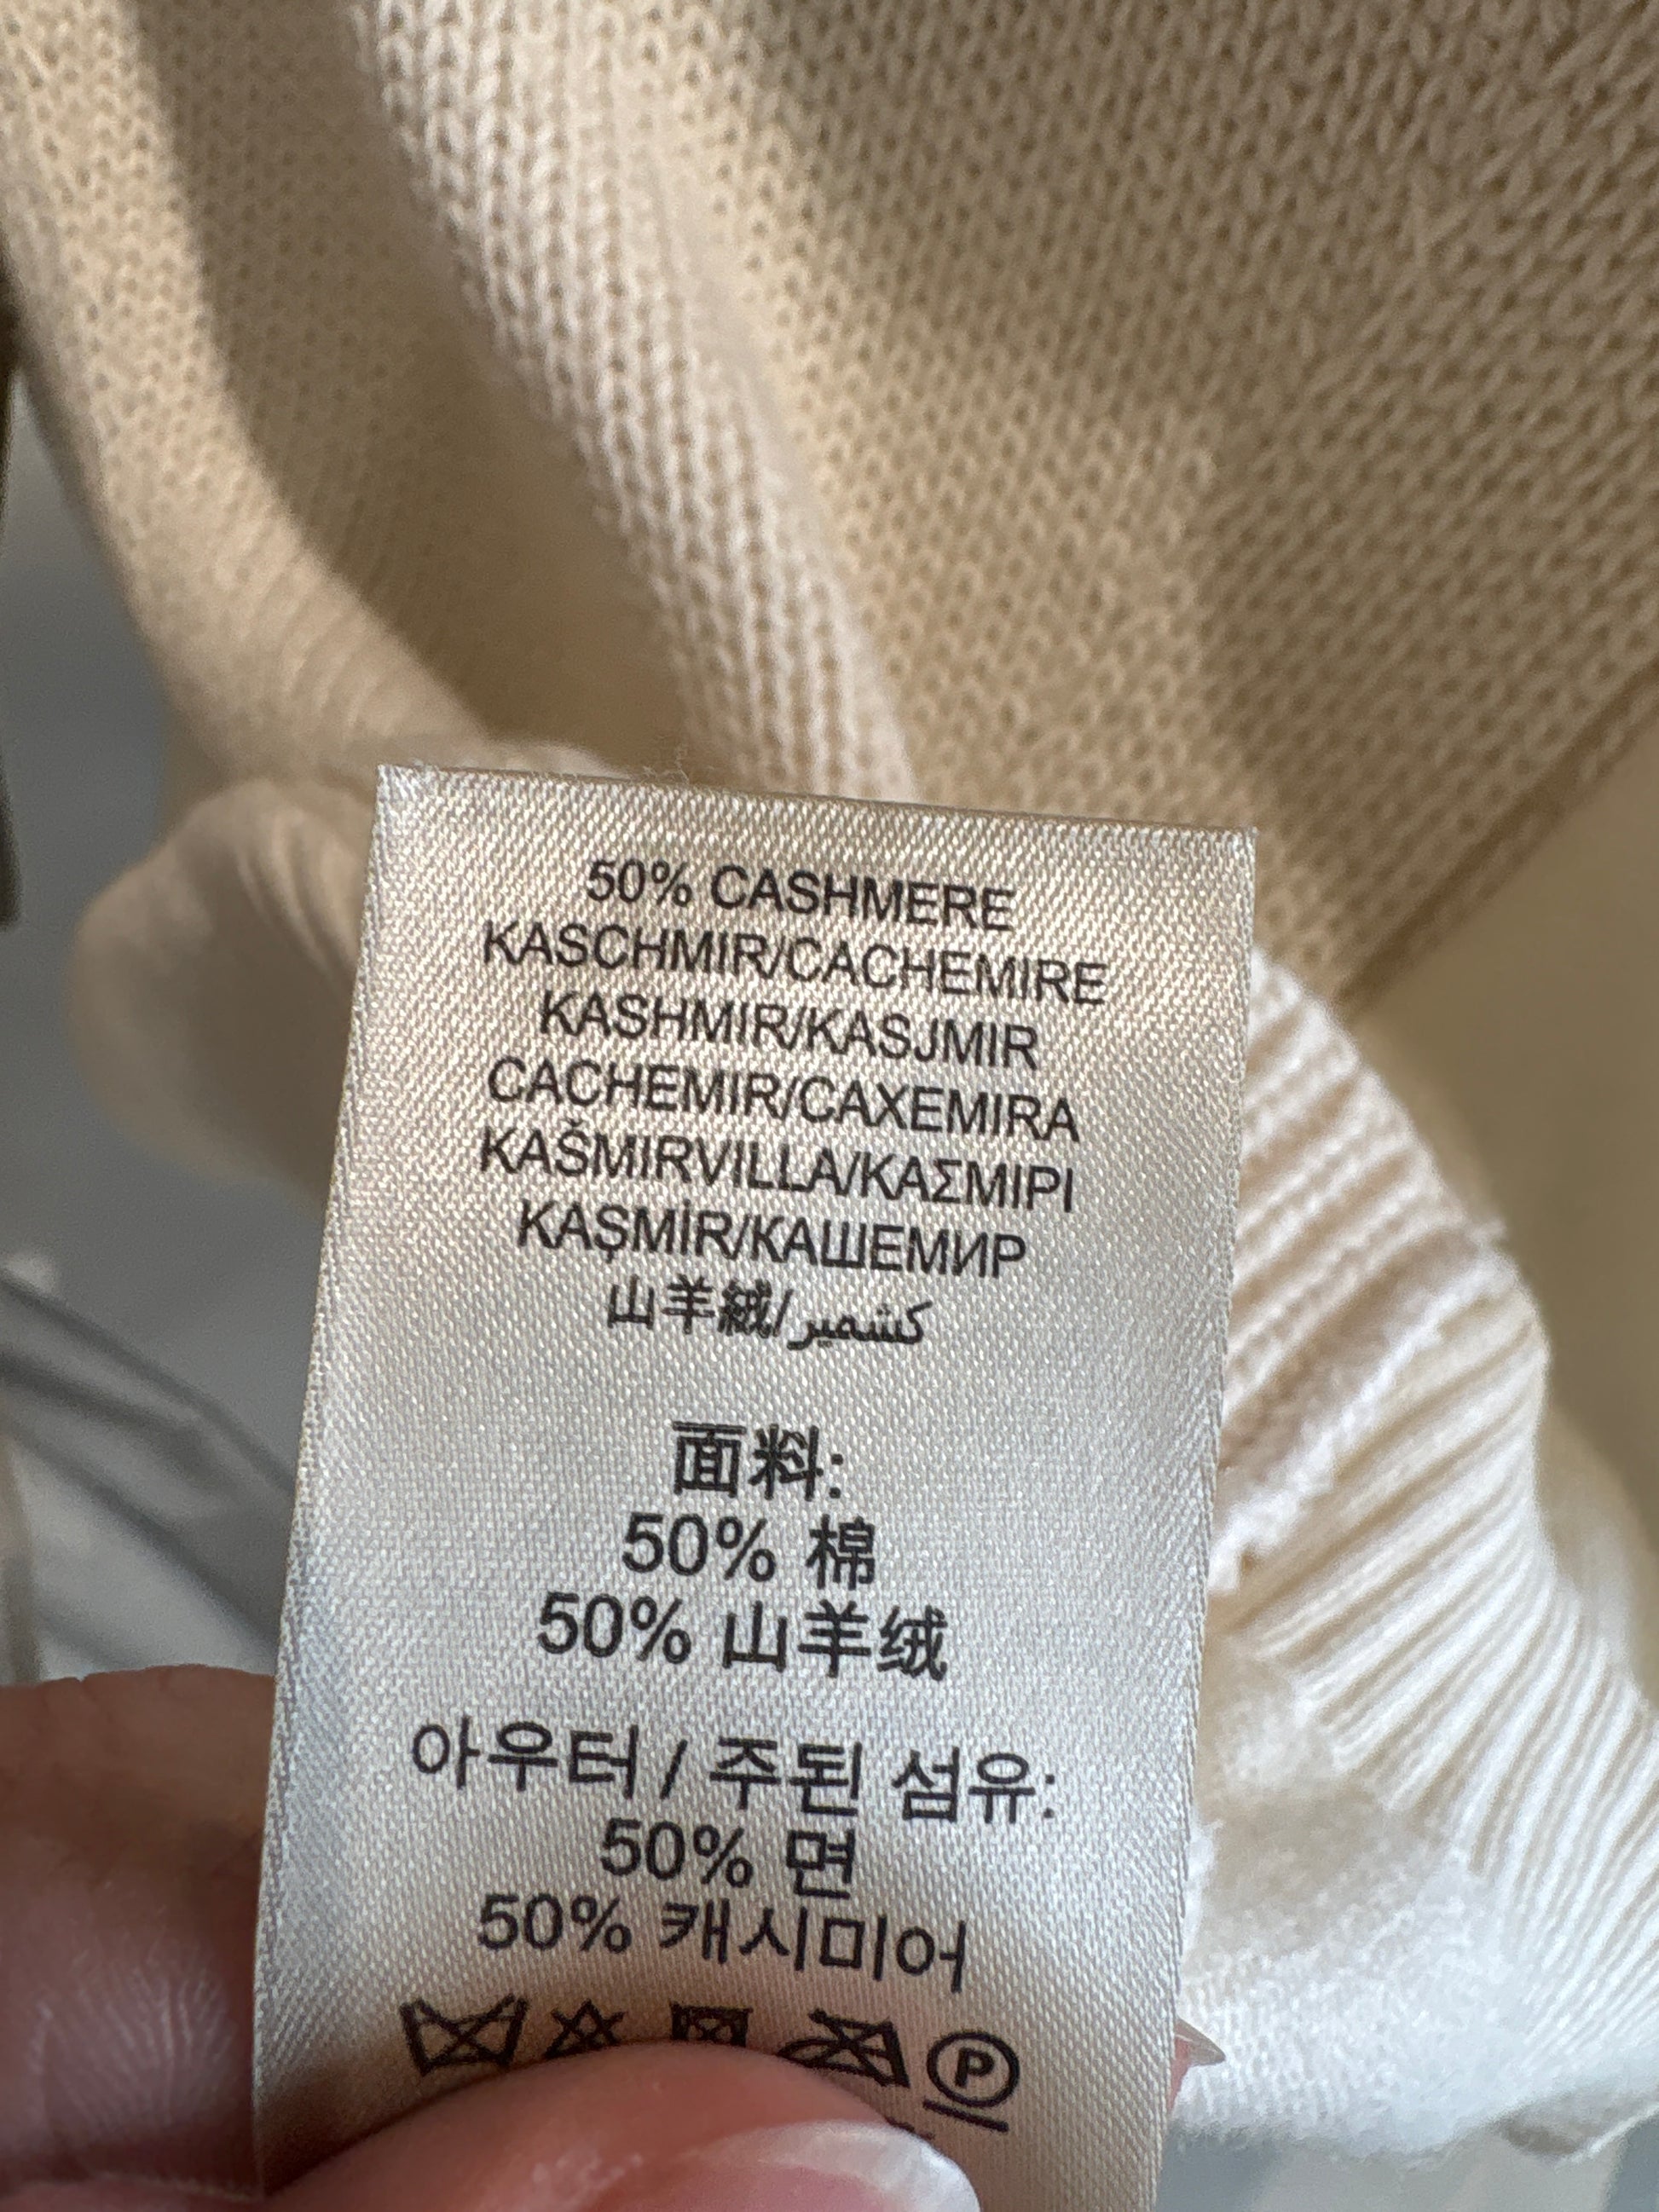 50% CASHMERE
KASCHMIR/CACHEMIRE
KASHMIR/KASJMIR
CACHEMIR/CAXEMIRA
KAŠMIRVILLA/ΚΑΣΜΙΡΙ
KAŞMİR/КАШЕМИР
山羊絨/كشمير
面料:
50% 棉
50% 山羊绒
아우터 / 주된 섬유:
50% 면
50% 캐시미어
P